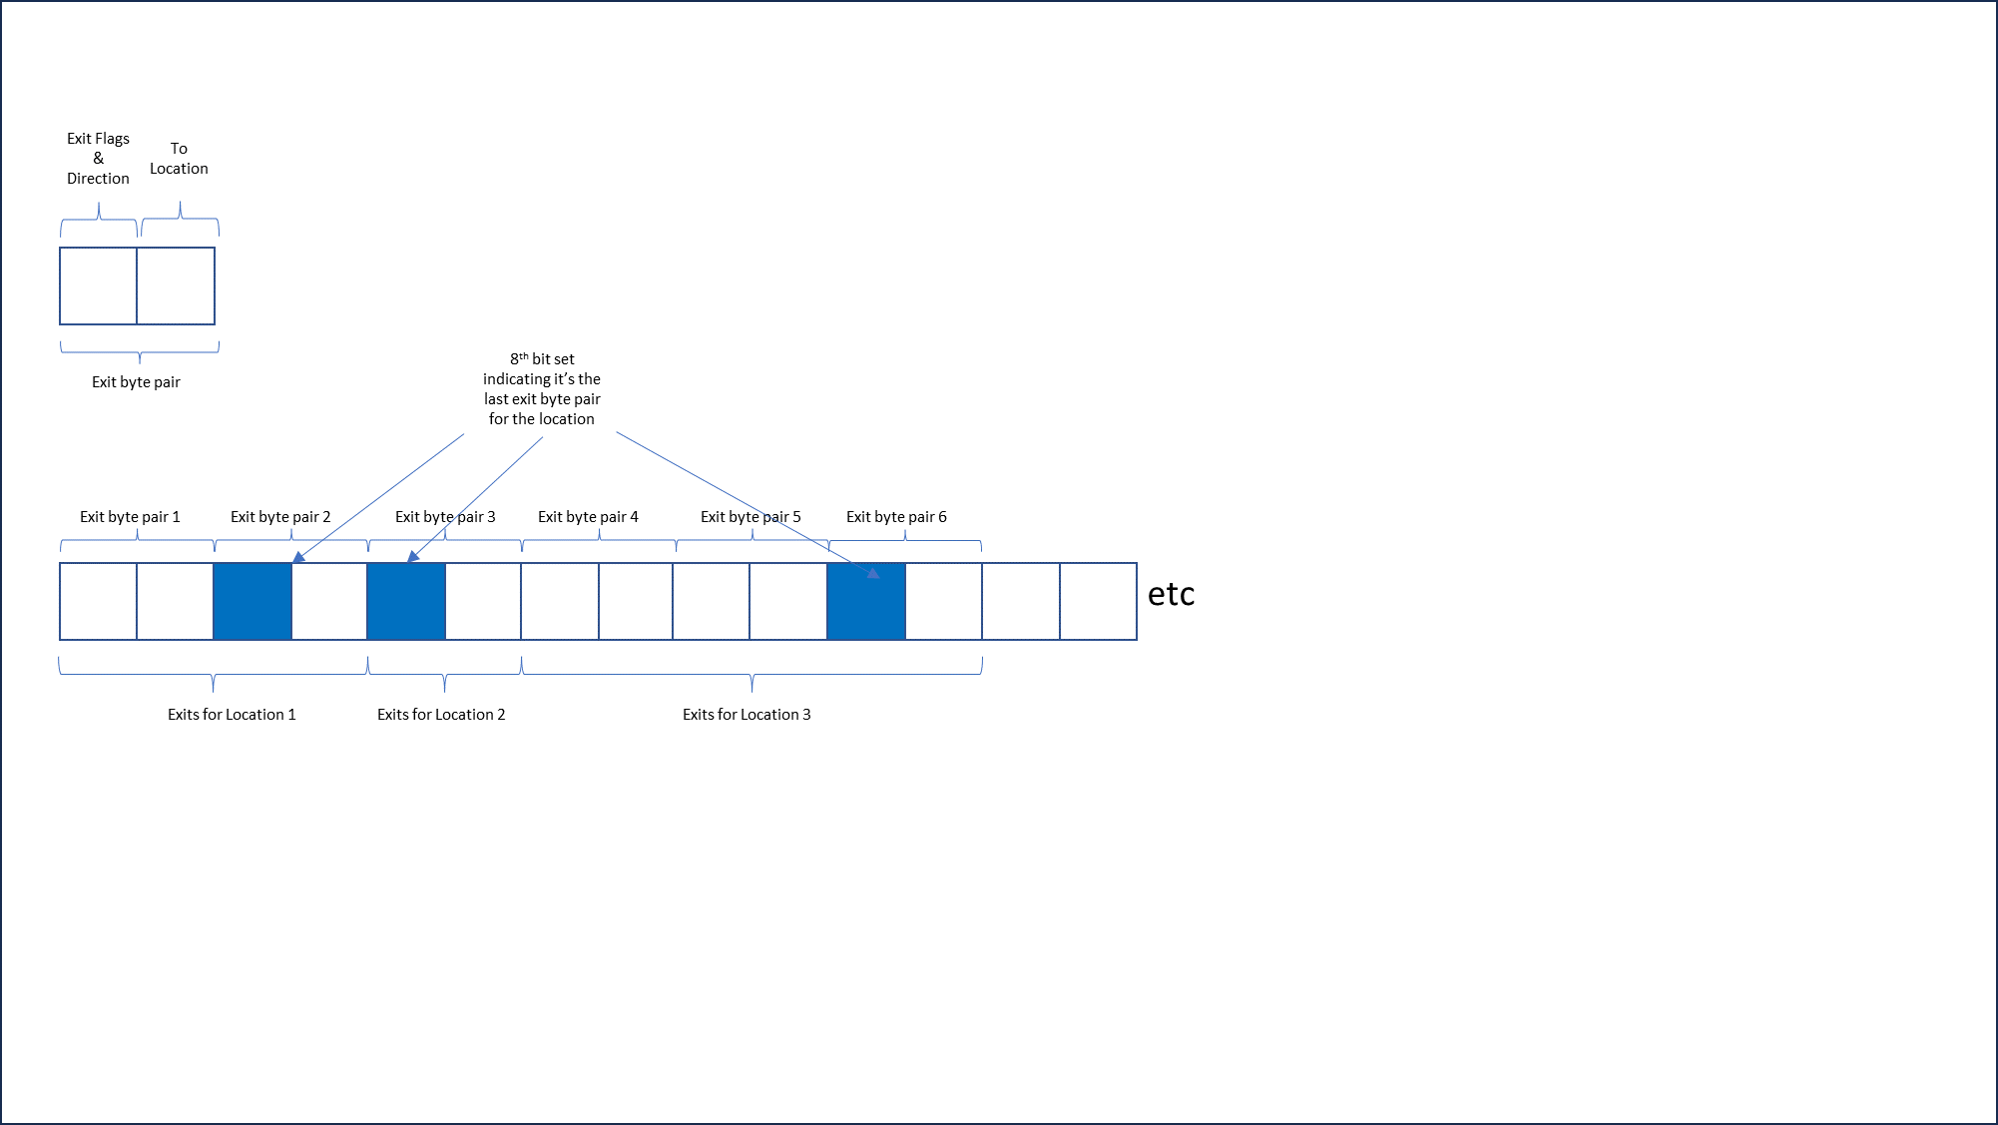 Exit Flags
&
Direction
To
Location
Exit byte pair
8th bit set
indicating it's the
last exit byte pair
for the location
Exit byte pair 1
Exit byte pair 2
Exit byte pair 3
Exit byte pair 4
Exit byte pair 5
Exit byte pair 6
etc
Exits for Location 1
Exits for Location 2
Exits for Location 3